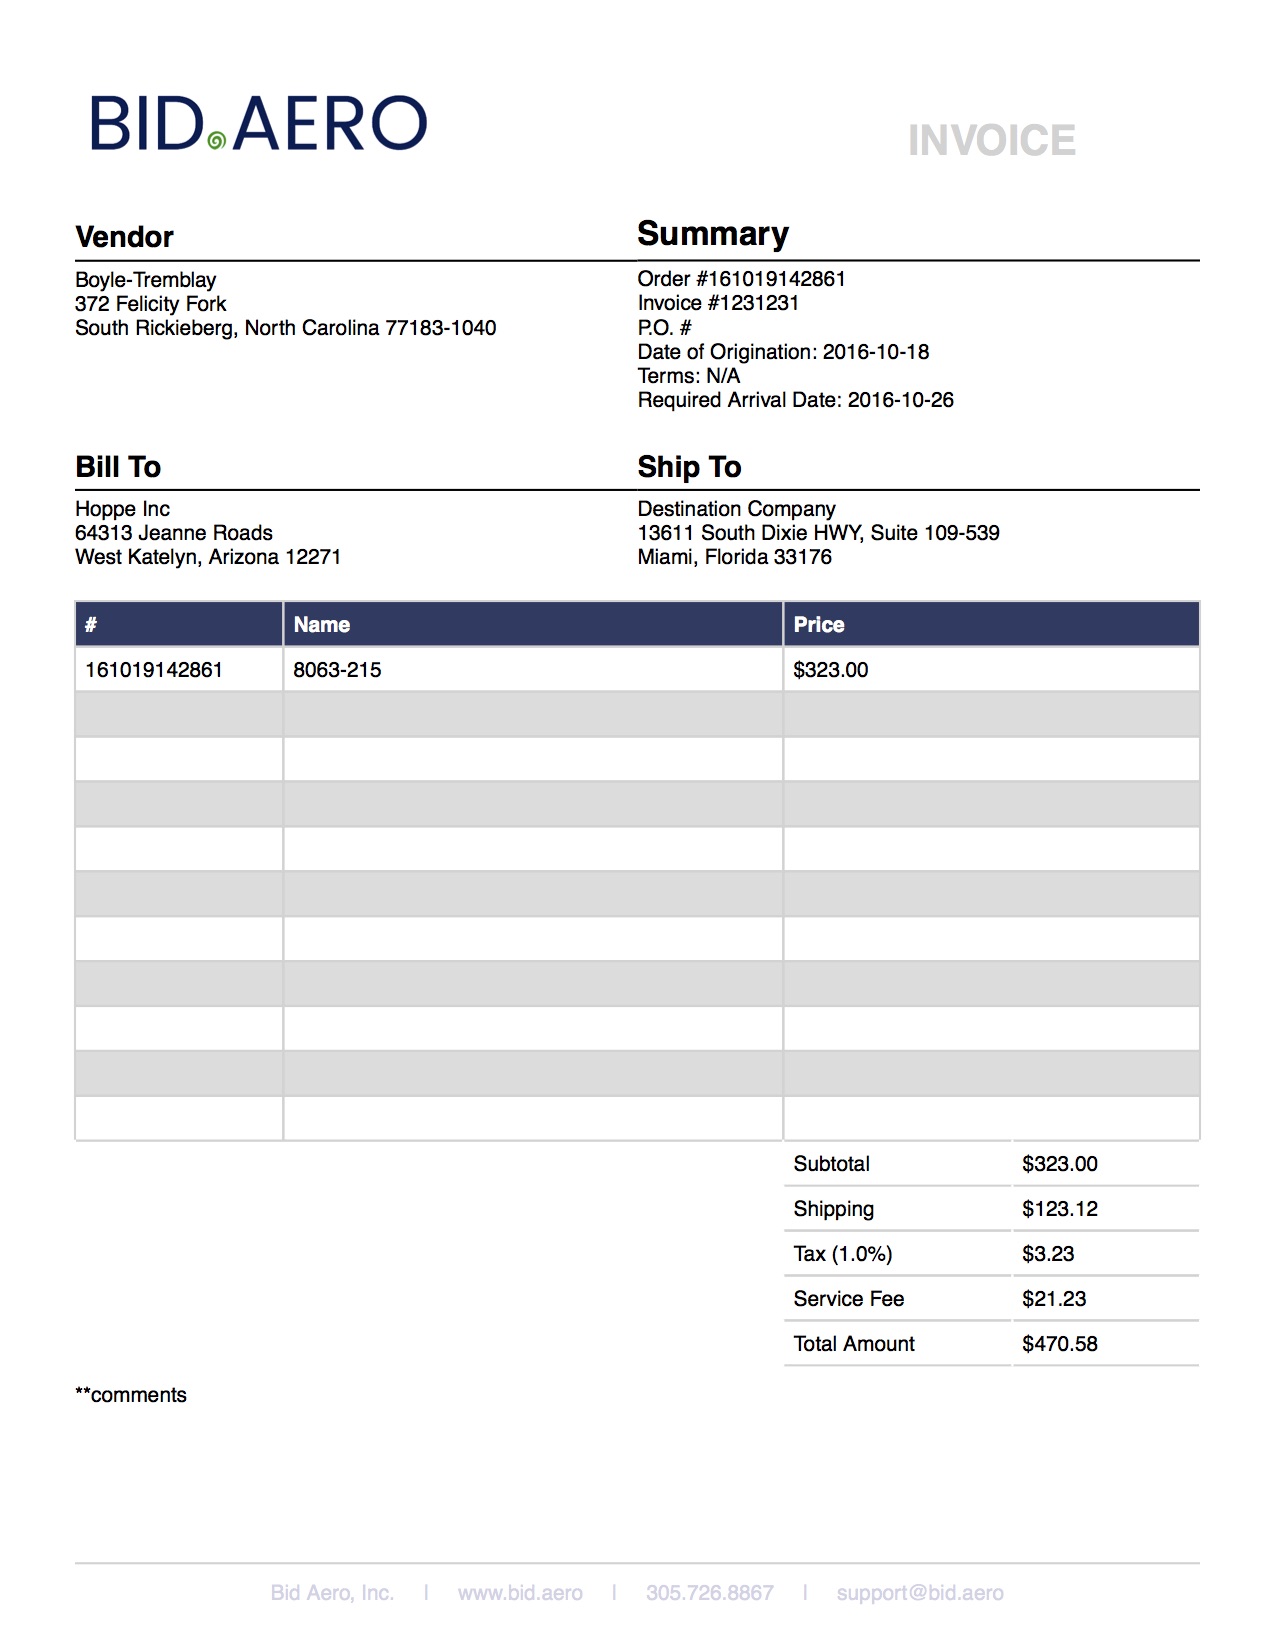 BID.AERO
INVOICE
Vendor
Boyle-Tremblay
372 Felicity Fork
South Rickieberg, North Carolina 77183-1040
Summary
Order #161019142861
Invoice #1231231
P.O. #
Date of Origination: 2016-10-18
Terms: N/A
Required Arrival Date: 2016-10-26
Bill To
Hoppe Inc
64313 Jeanne Roads
West Katelyn, Arizona 12271
Ship To
Destination Company
13611 South Dixie HWY, Suite 109-539
Miami, Florida 33176
# Name Price
161019142861 8063-215 $323.00
Subtotal $323.00
Shipping $123.12
Tax (1.0%) $3.23
Service Fee $21.23
Total Amount $470.58
**comments
Bid Aero, Inc. | www.bid.aero | 305.726.8867 | support@bid.aero